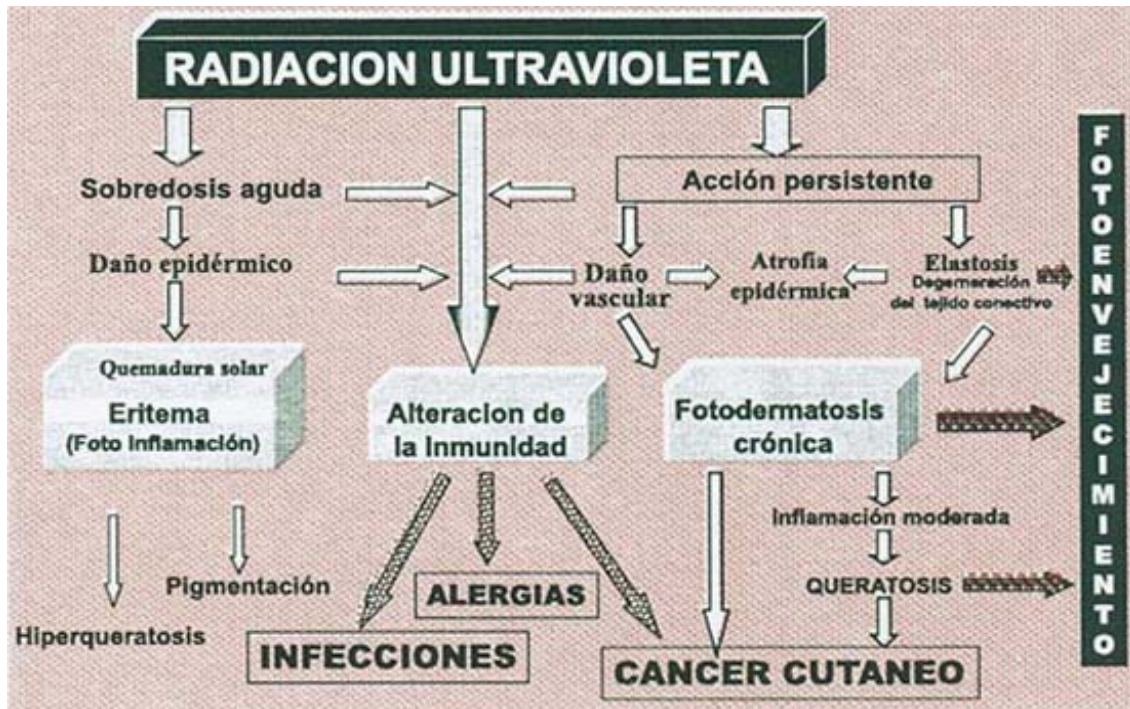 RADIACION ULTRAVIOLETA
Sobredosis aguda
Acción persistente
Daño epidérmico
Daño
vascular
Atrofia
epidérmica
Elastosis
Degemeración
del tejido conectivo
Quemadura solar
Eritema
(Foto Inflamación)
Alteracion de
la Inmunidad
Fotodermatosis
crónica
Inflamación moderada
Pigmentación
ALERGIAS
QUERATOSIS
Hiperqueratosis
INFECCIONES
CANCER CUTANEO
FOTOENVEJECIMIENTO